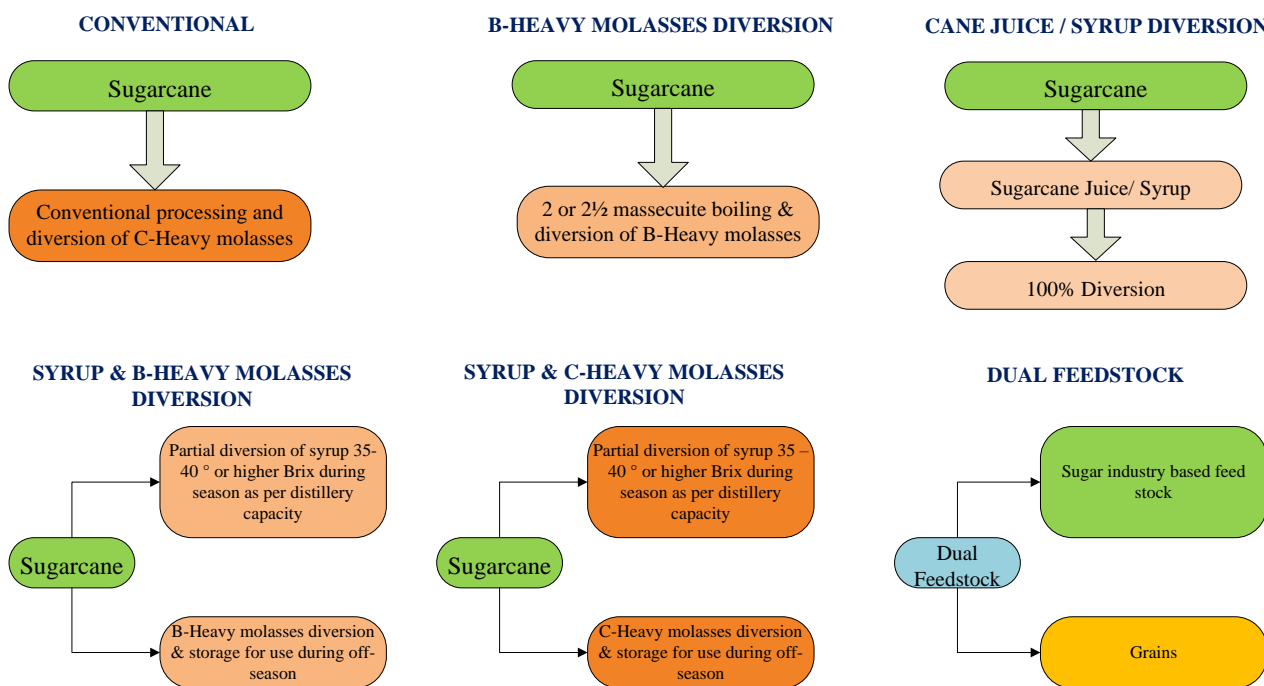 CONVENTIONAL
Sugarcane
Conventional processing and
diversion of C-Heavy molasses
B-HEAVY MOLASSES DIVERSION
Sugarcane
2 or 2½ massecuite boiling &
diversion of B-Heavy molasses
CANE JUICE / SYRUP DIVERSION
Sugarcane
Sugarcane Juice/ Syrup
100% Diversion
SYRUP & B-HEAVY MOLASSES
DIVERSION
Sugarcane
Partial diversion of syrup 35-
40 ° or higher Brix during
season as per distillery
capacity
B-Heavy molasses diversion
& storage for use during off-
season
SYRUP & C-HEAVY MOLASSES
DIVERSION
Sugarcane
Partial diversion of syrup 35 –
40 ° or higher Brix during
season as per distillery
capacity
C-Heavy molasses diversion
& storage for use during off-
season
DUAL FEEDSTOCK
Dual
Feedstock
Sugar industry based feed
stock
Grains